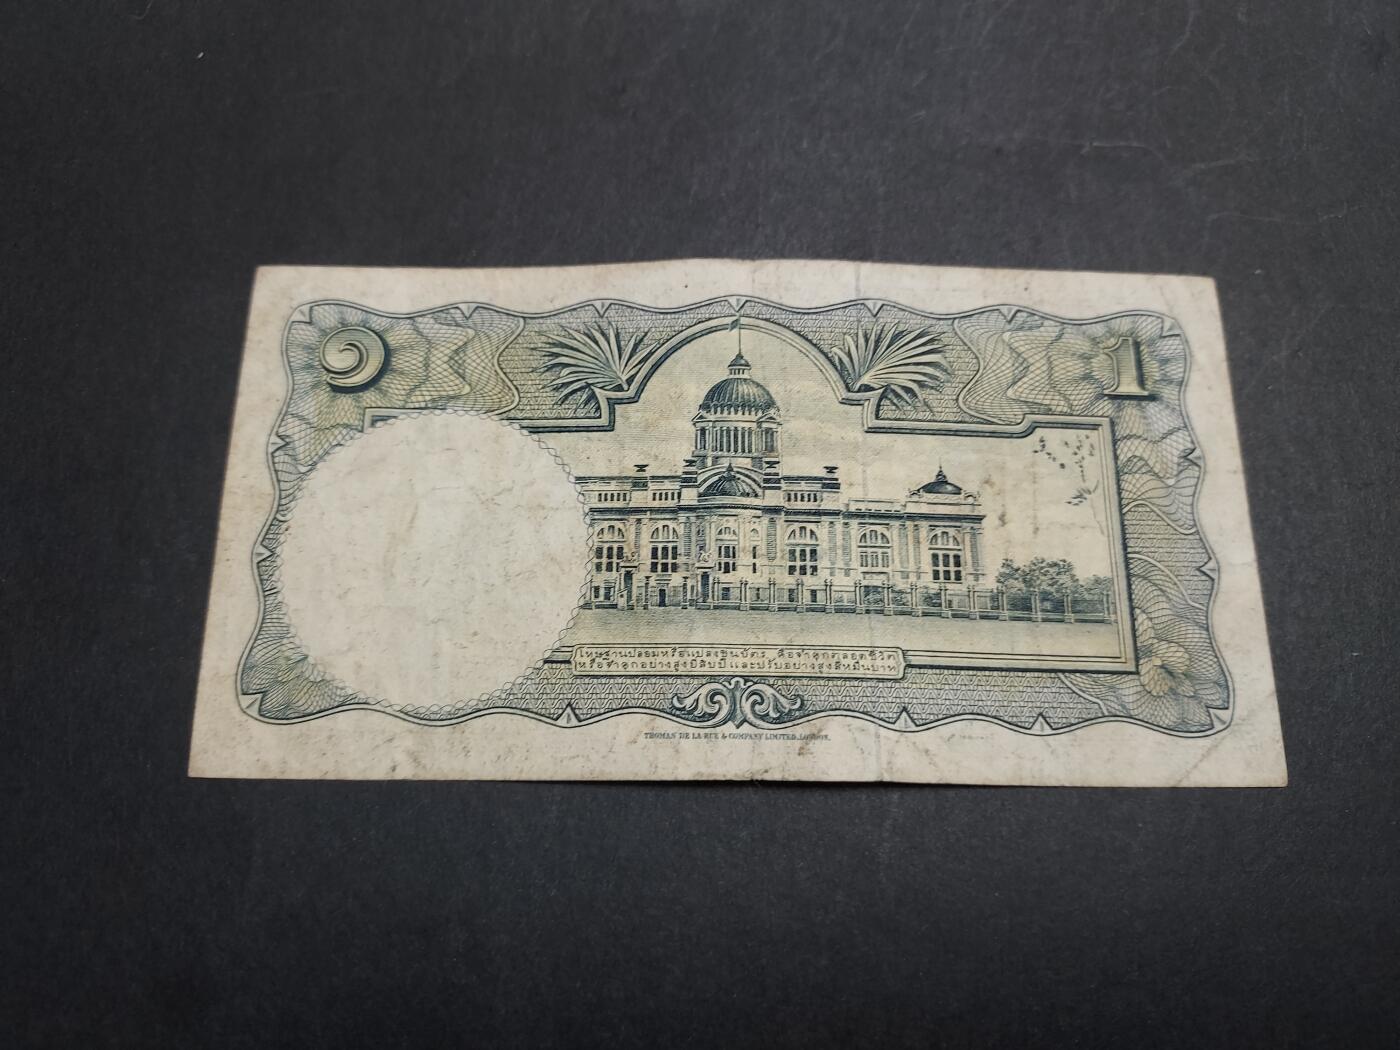 ๑ 1
โทษฐานปลอมหรือแปลงธนบัตร คือจำคุกตลอดชีวิต
หรือจำคุกอย่างสูงยี่สิบปี และปรับอย่างสูงสี่หมื่นบาท
THOMAS DE LA RUE & COMPANY LIMITED, LONDON.